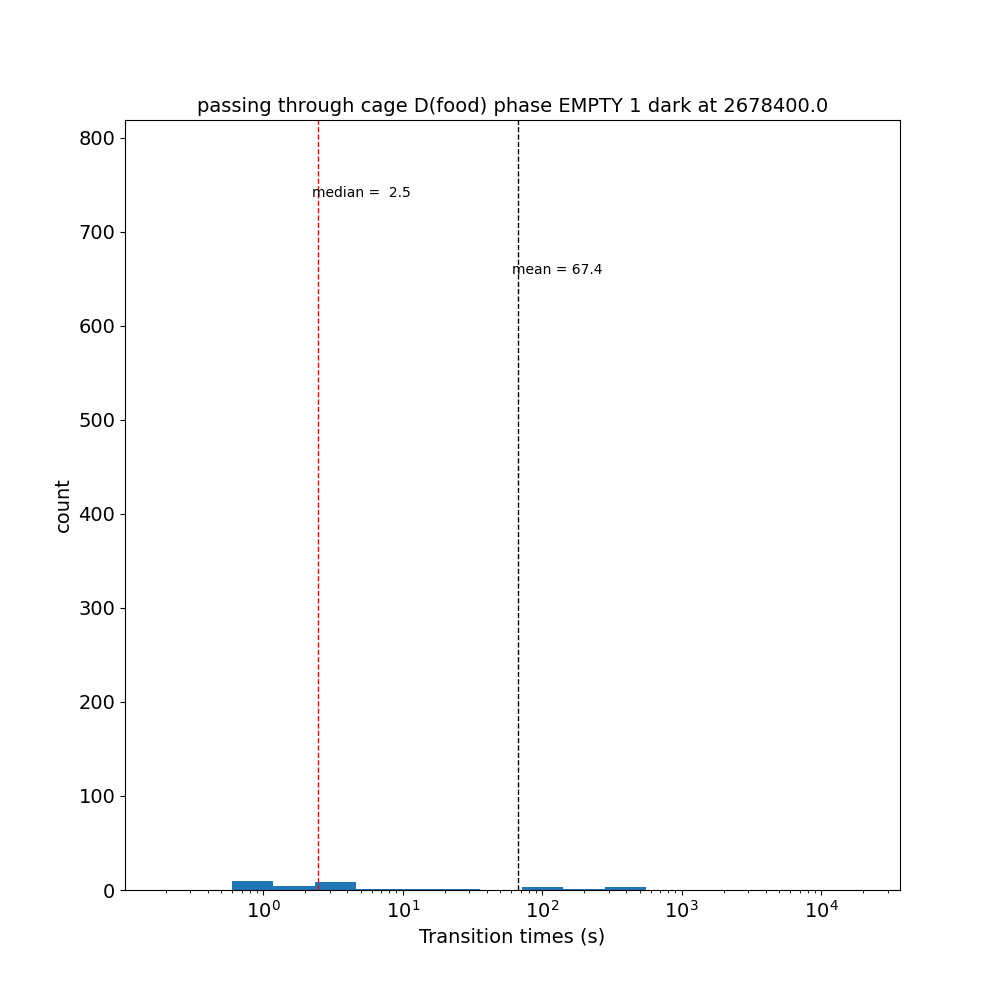 passing through cage D(food) phase EMPTY 1 dark at 2678400.0
800
median =  2.5
700
mean = 67.4
600
500
400
count
300
200
100
0
10⁰ 10¹ 10² 10³ 10⁴
Transition times (s)